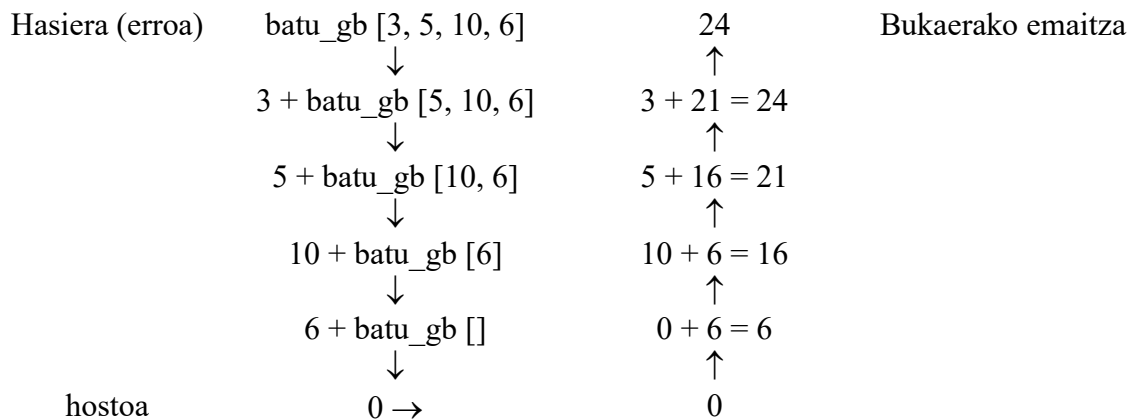 Hasiera (erroa) batu_gb [3, 5, 10, 6] 24 Bukaerako emaitza
↓ ↑
3 + batu_gb [5, 10, 6] 3 + 21 = 24
↓ ↑
5 + batu_gb [10, 6] 5 + 16 = 21
↓ ↑
10 + batu_gb [6] 10 + 6 = 16
↓ ↑
6 + batu_gb [] 0 + 6 = 6
↓ ↑
hostoa 0 → 0